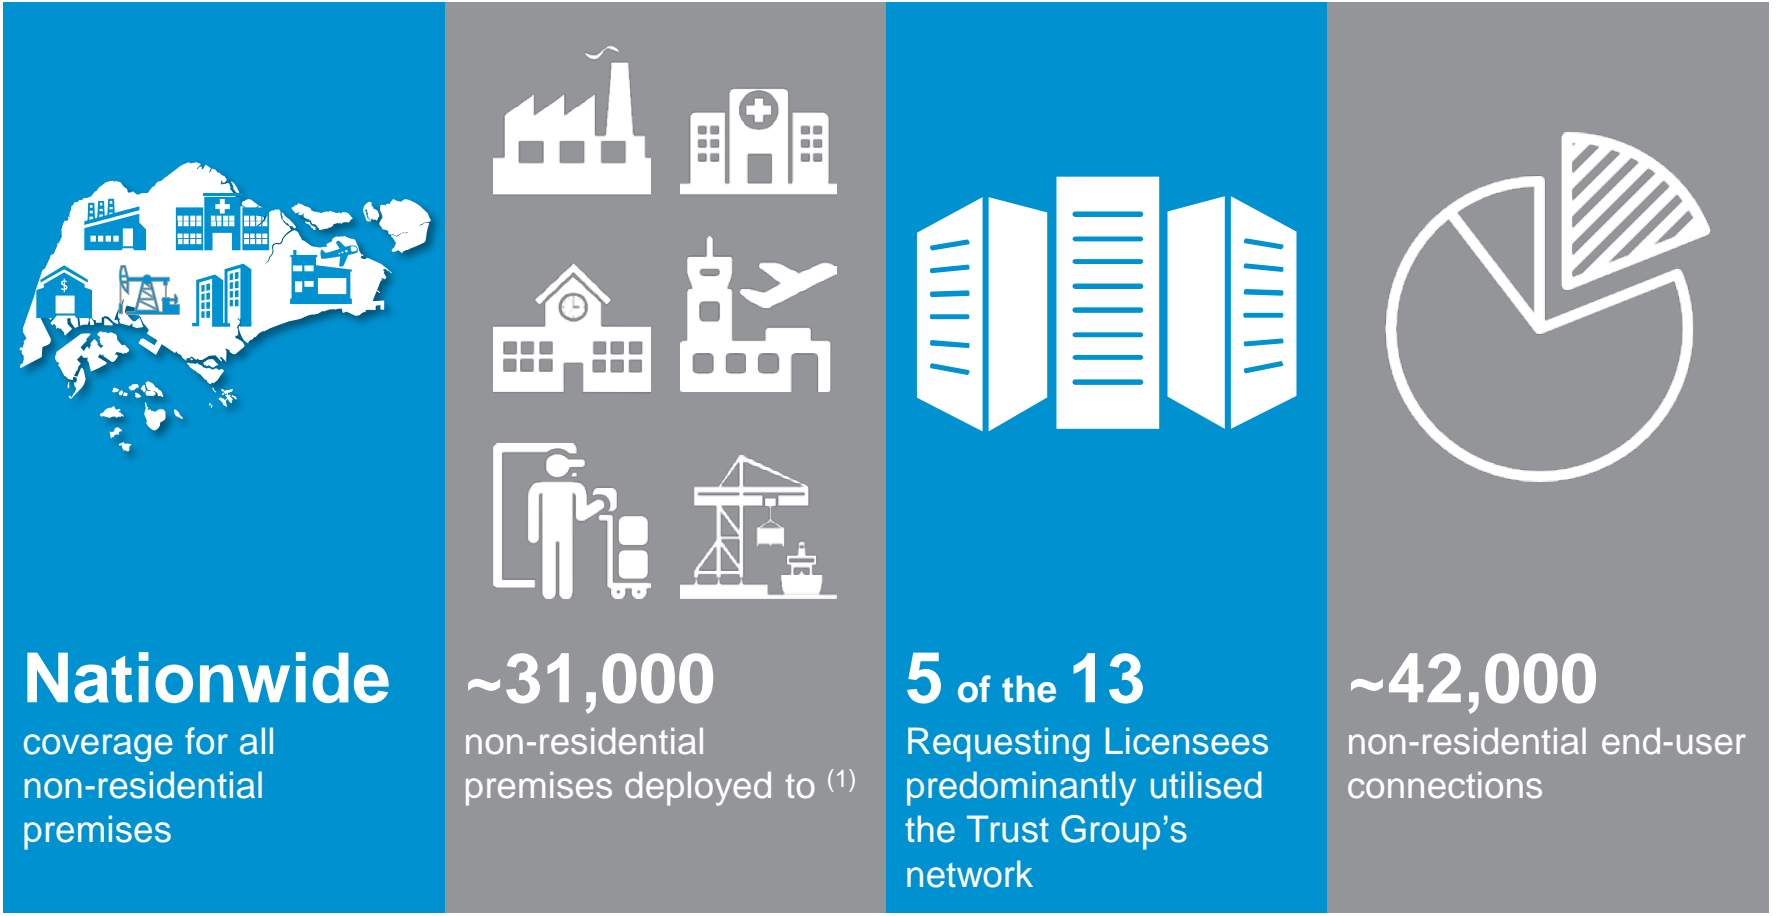 Nationwide
coverage for all
non-residential
premises
~31,000
non-residential
premises deployed to (1)
5 of the 13
Requesting Licensees
predominantly utilised
the Trust Group’s
network
~42,000
non-residential end-user
connections
$